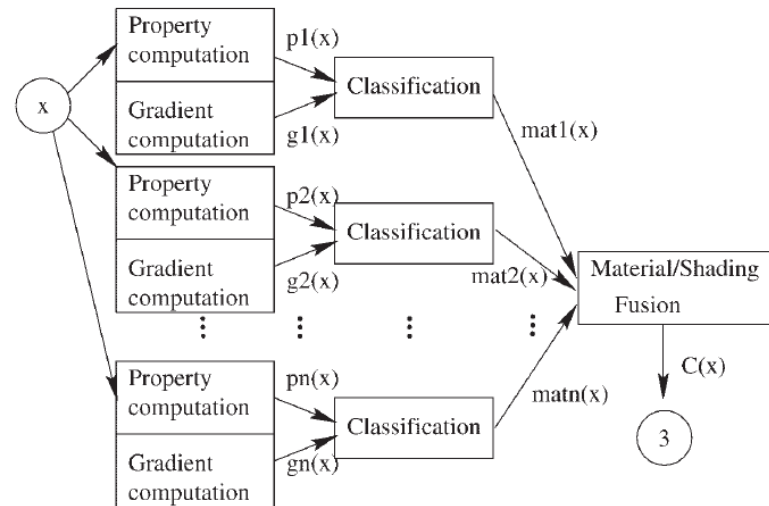 x
Property
computation
Gradient
computation
p1(x)
g1(x)
Classification
mat1(x)
Property
computation
Gradient
computation
p2(x)
g2(x)
Classification
mat2(x)
Property
computation
Gradient
computation
pn(x)
gn(x)
Classification
matn(x)
Material/Shading
Fusion
C(x)
3